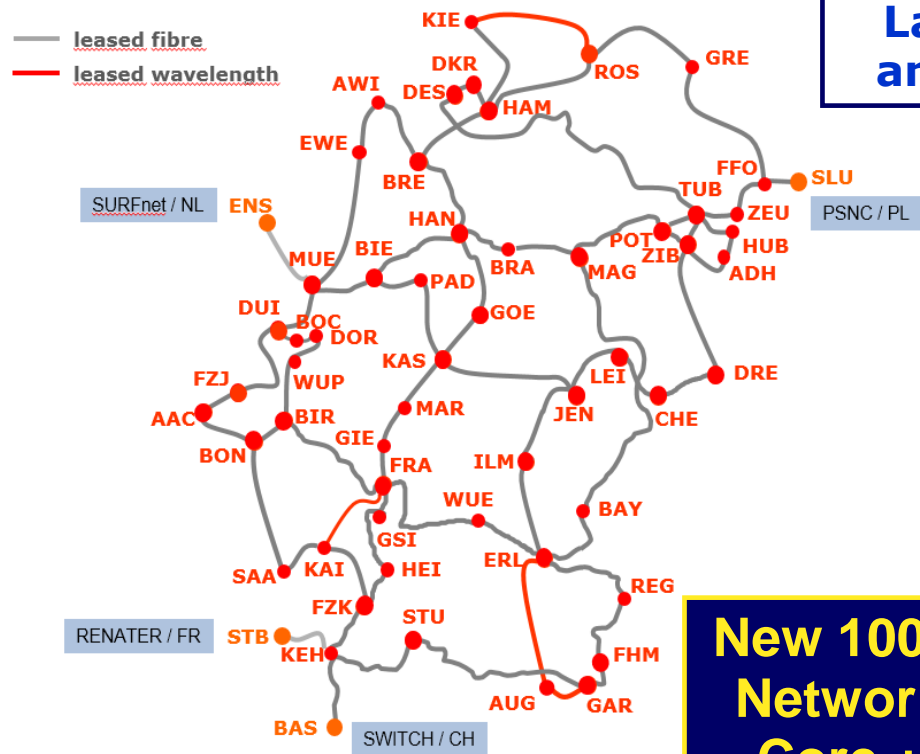 leased fibre
leased wavelength
La
an
KIE
ROS
GRE
DKR
DES
HAM
AWI
EWE
BRE
FFO
SLU
TUB
ZEU
PSNC / PL
SURFnet / NL
ENS
HAN
POT
ZIB
HUB
ADH
MUE
BIE
BRA
MAG
PAD
DUI
BOC
DOR
GOE
KAS
LEI
DRE
FZJ
WUP
AAC
BIR
MAR
JEN
CHE
BON
GIE
FRA
ILM
WUE
BAY
GSI
ERL
SAA
KAI
HEI
REG
FZK
STU
RENATER / FR
STB
KEH
FHM
New 100
Networ
AUG
GAR
BAS
SWITCH / CH
Core